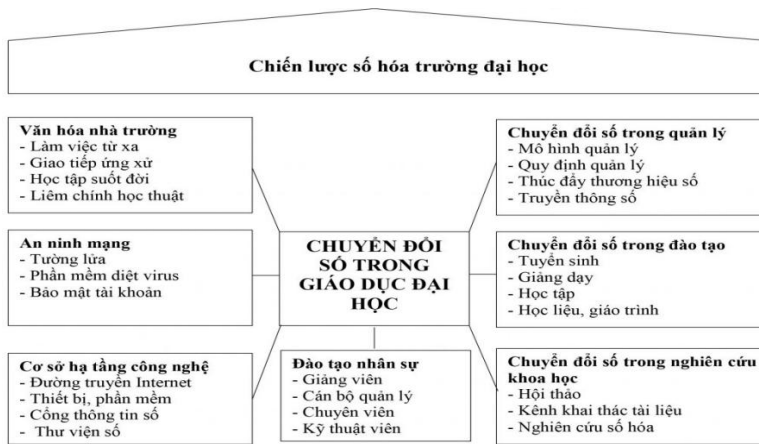 Chiến lược số hóa trường đại học
Văn hóa nhà trường
- Làm việc từ xa
- Giao tiếp ứng xử
- Học tập suốt đời
- Liêm chính học thuật
Chuyển đổi số trong quản lý
- Mô hình quản lý
- Quy định quản lý
- Thúc đẩy thương hiệu số
- Truyền thông số
An ninh mạng
- Tường lửa
- Phần mềm diệt virus
- Bảo mật tài khoản
CHUYỂN ĐỔI
SỐ TRONG
GIÁO DỤC ĐẠI
HỌC
Chuyển đổi số trong đào tạo
- Tuyển sinh
- Giảng dạy
- Học tập
- Học liệu, giáo trình
Cơ sở hạ tầng công nghệ
- Đường truyền Internet
- Thiết bị, phần mềm
- Cổng thông tin số
- Thư viện số
Đào tạo nhân sự
- Giảng viên
- Cán bộ quản lý
- Chuyên viên
- Kỹ thuật viên
Chuyển đổi số trong nghiên cứu
khoa học
- Hội thảo
- Kênh khai thác tài liệu
- Nghiên cứu số hóa